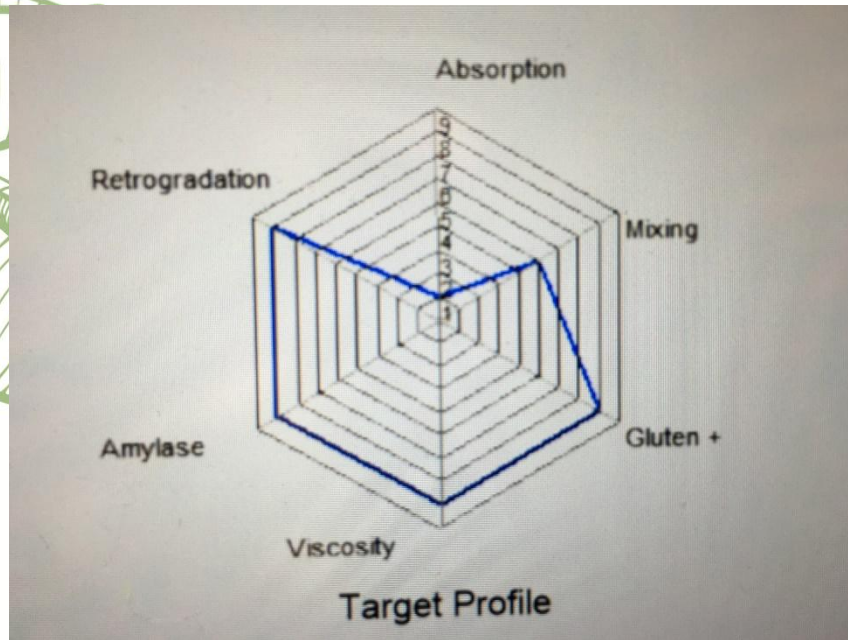 Absorption
Retrogradation
Mixing
Amylase
Gluten +
Viscosity
Target Profile